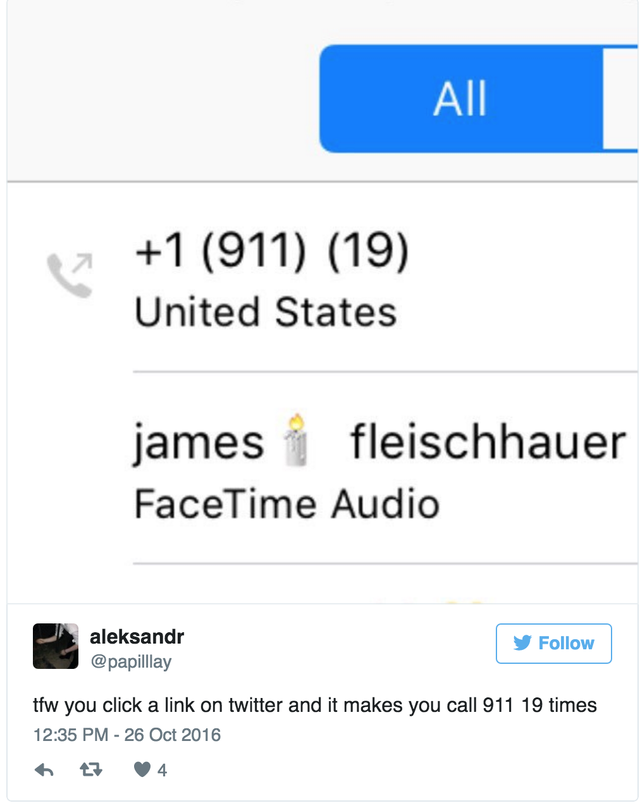 All
+1 (911) (19)
United States
james🕯️ fleischhauer
FaceTime Audio
aleksandr
@papilllay
Follow
tfw you click a link on twitter and it makes you call 911 19 times
12:35 PM - 26 Oct 2016
4